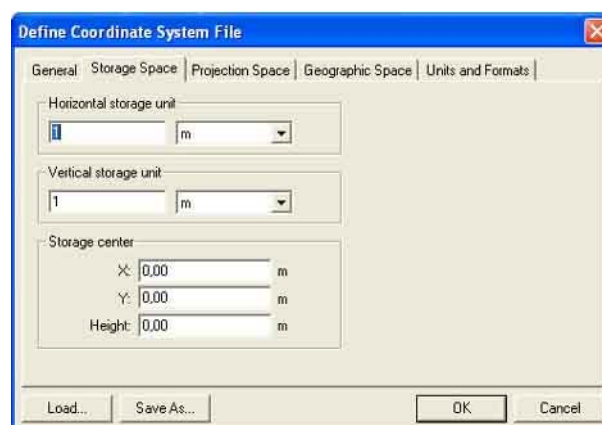 Define Coordinate System File
General Storage Space Projection Space Geographic Space Units and Formats
Horizontal storage unit
1 m
Vertical storage unit
1 m
Storage center
X: 0,00 m
Y: 0,00 m
Height: 0,00 m
Load... Save As... OK Cancel